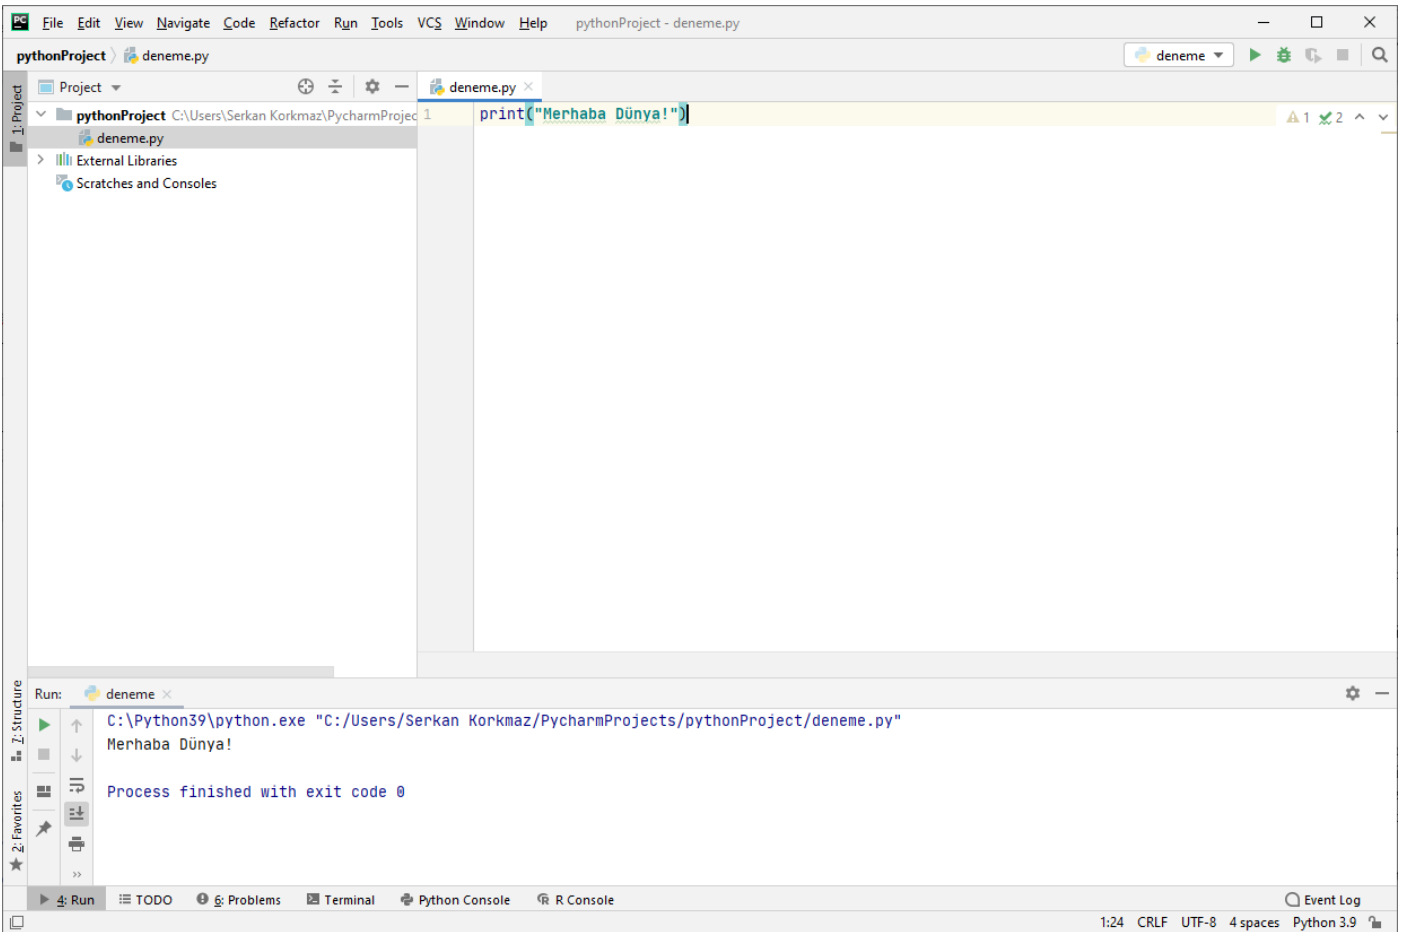 PC File Edit View Navigate Code Refactor Run Tools VCS Window Help pythonProject - deneme.py
pythonProject deneme.py deneme
1: Project
Project deneme.py
pythonProject C:\Users\Serkan Korkmaz\PycharmProjec
deneme.py
External Libraries
Scratches and Consoles
1 print("Merhaba Dünya!") 1 2
Z: Structure
2: Favorites
Run: deneme
C:\Python39\python.exe "C:/Users/Serkan Korkmaz/PycharmProjects/pythonProject/deneme.py"
Merhaba Dünya!
Process finished with exit code 0
4: Run TODO 6: Problems Terminal Python Console R R Console Event Log
1:24 CRLF UTF-8 4 spaces Python 3.9